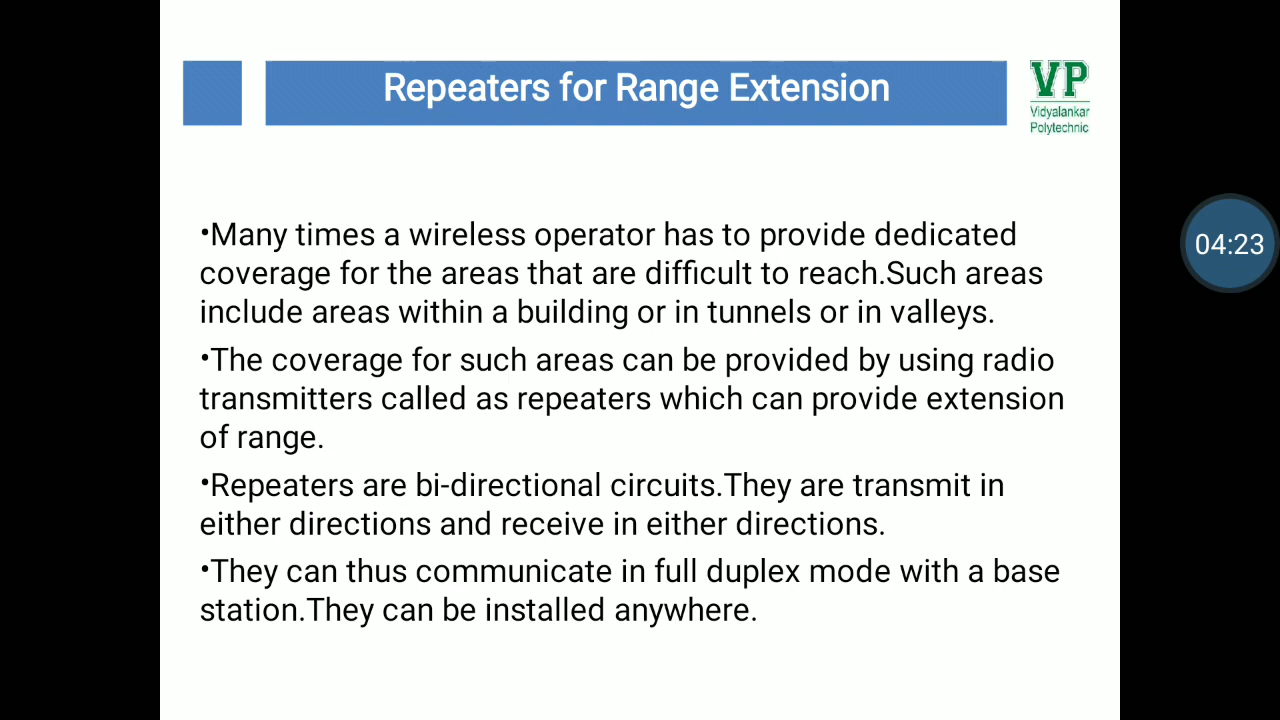 Repeaters for Range Extension
VP
Vidyalankar
Polytechnic
•Many times a wireless operator has to provide dedicated
coverage for the areas that are difficult to reach.Such areas
include areas within a building or in tunnels or in valleys.
•The coverage for such areas can be provided by using radio
transmitters called as repeaters which can provide extension
of range.
•Repeaters are bi-directional circuits.They are transmit in
either directions and receive in either directions.
•They can thus communicate in full duplex mode with a base
station.They can be installed anywhere.
04:23